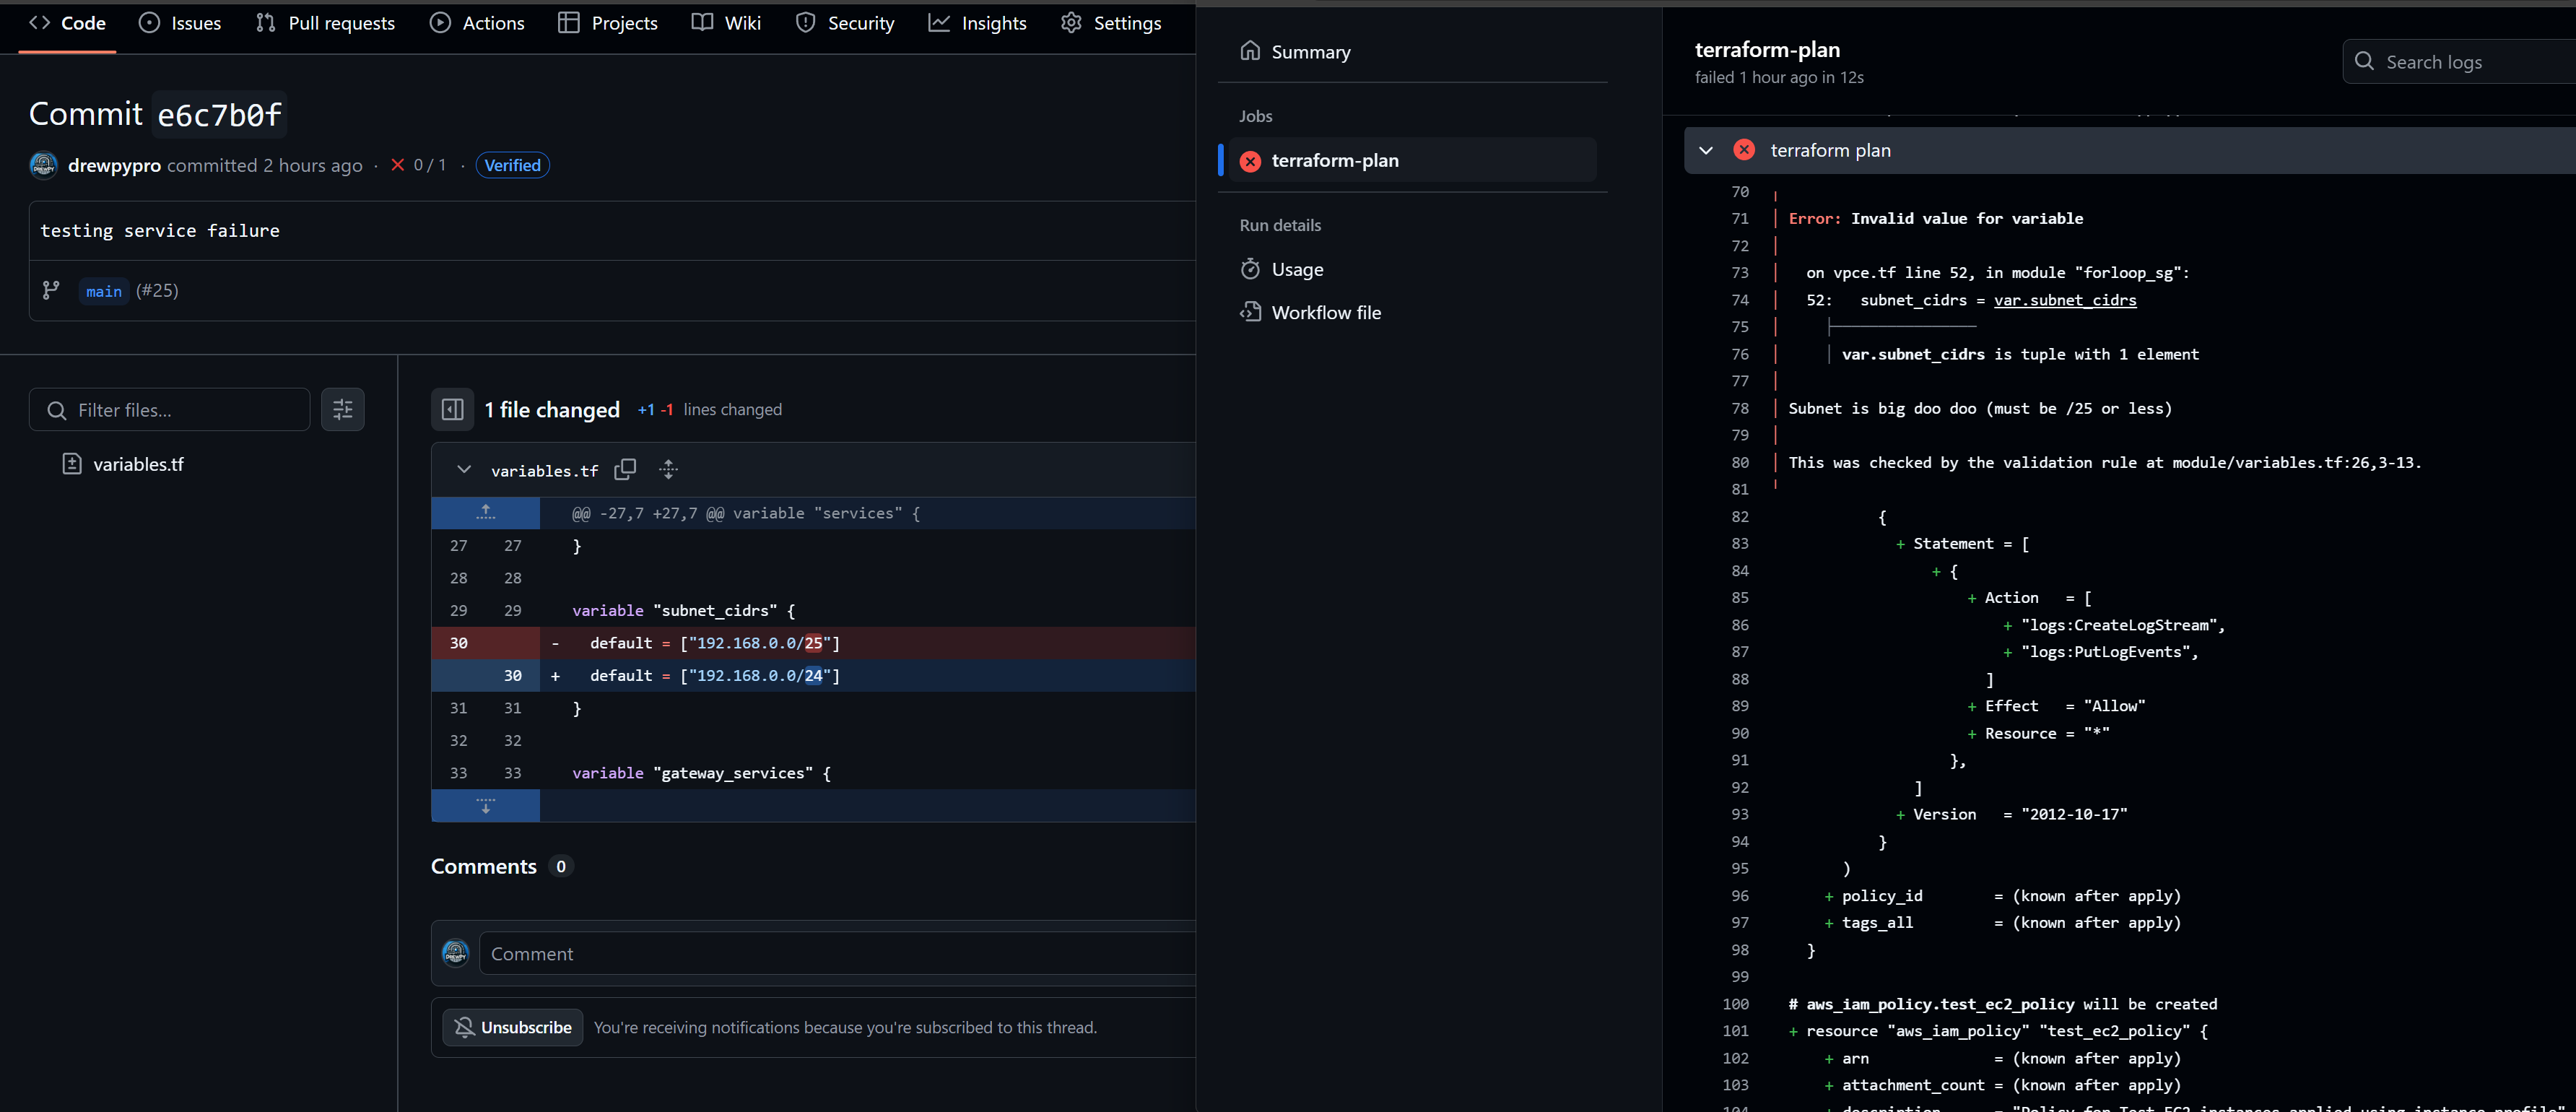 Code Issues Pull requests Actions Projects Wiki Security Insights Settings
Commit e6c7b0f
drewpypro committed 2 hours ago · 0 / 1 · Verified
testing service failure
main (#25)
Filter files...
variables.tf
1 file changed +1 -1 lines changed
variables.tf
@@ -27,7 +27,7 @@ variable "services" {
27 27 }
28 28
29 29 variable "subnet_cidrs" {
30 - default = ["192.168.0.0/25"]
30 + default = ["192.168.0.0/24"]
31 31 }
32 32
33 33 variable "gateway_services" {
Comments 0
Comment
Unsubscribe You're receiving notifications because you're subscribed to this thread.
Summary
Jobs
terraform-plan
Run details
Usage
Workflow file
terraform-plan
failed 1 hour ago in 12s
Search logs
terraform plan
70
71 Error: Invalid value for variable
72
73 on vpce.tf line 52, in module "forloop_sg":
74 52: subnet_cidrs = var.subnet_cidrs
75
76 var.subnet_cidrs is tuple with 1 element
77
78 Subnet is big doo doo (must be /25 or less)
79
80 This was checked by the validation rule at module/variables.tf:26,3-13.
81
82 {
83 + Statement = [
84 + {
85 + Action = [
86 + "logs:CreateLogStream",
87 + "logs:PutLogEvents",
88 ]
89 + Effect = "Allow"
90 + Resource = "*"
91 },
92 ]
93 + Version = "2012-10-17"
94 }
95 )
96 + policy_id = (known after apply)
97 + tags_all = (known after apply)
98 }
99
100 # aws_iam_policy.test_ec2_policy will be created
101 + resource "aws_iam_policy" "test_ec2_policy" {
102 + arn = (known after apply)
103 + attachment_count = (known after apply)
104 + description = "Policy for Test EC2 instances applied using instance profile"